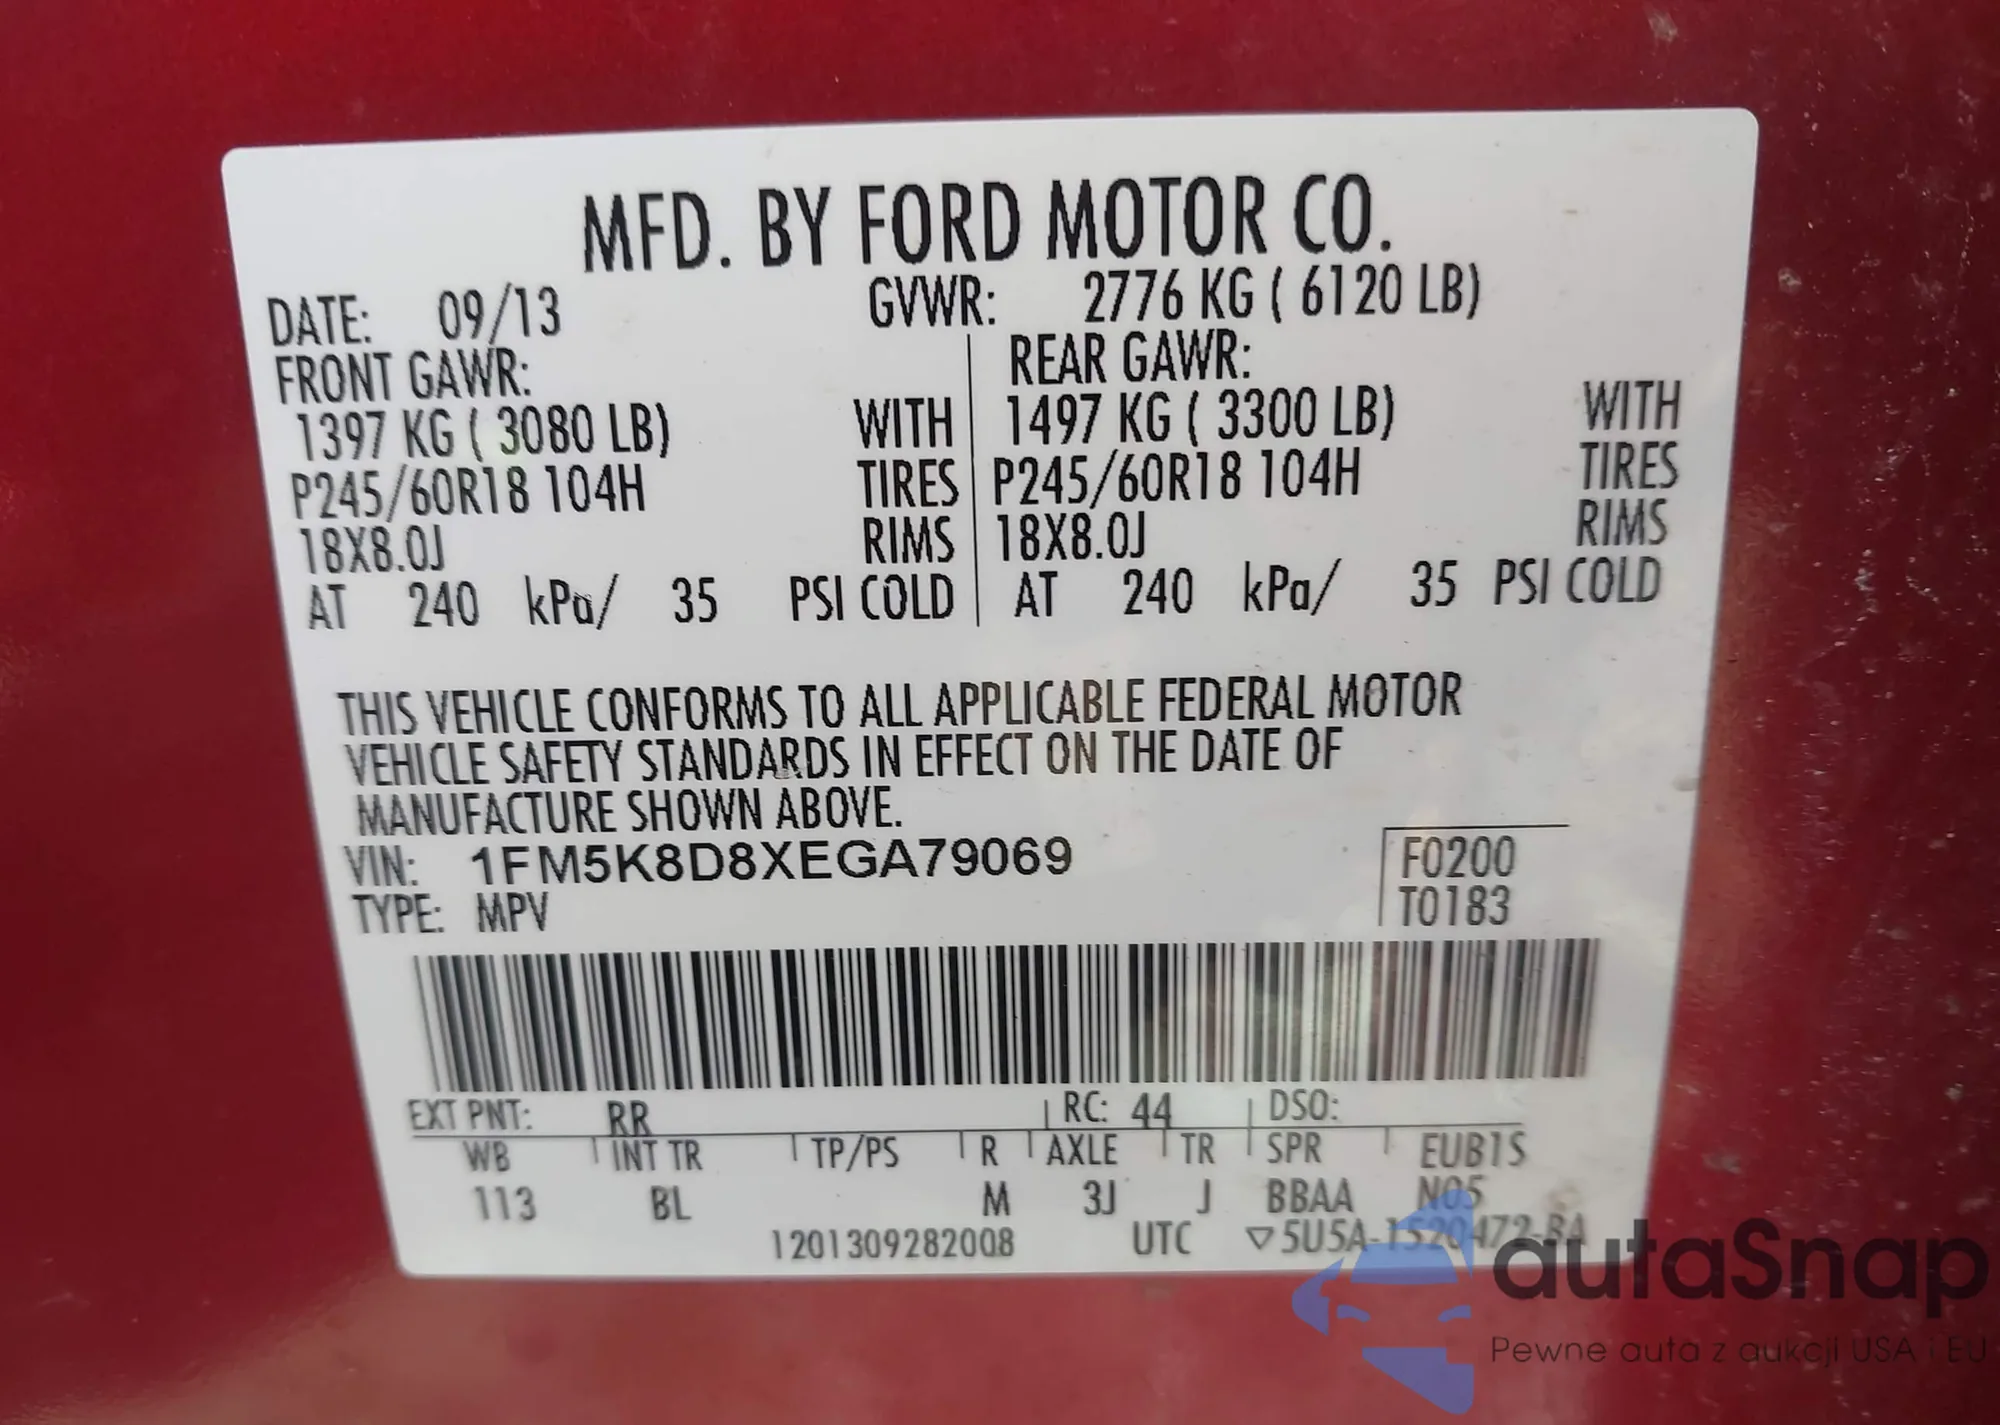 MFD. BY FORD MOTOR CO.
DATE: 09/13 GVWR: 2776 KG ( 6120 LB)
FRONT GAWR: REAR GAWR:
1397 KG ( 3080 LB) WITH 1497 KG ( 3300 LB) WITH
P245/60R18 104H TIRES P245/60R18 104H TIRES
18X8.0J RIMS 18X8.0J RIMS
AT 240 kPa/ 35 PSI COLD AT 240 kPa/ 35 PSI COLD
THIS VEHICLE CONFORMS TO ALL APPLICABLE FEDERAL MOTOR
VEHICLE SAFETY STANDARDS IN EFFECT ON THE DATE OF
MANUFACTURE SHOWN ABOVE.
VIN: 1FM5K8D8XEGA79069 F0200
TYPE: MPV T0183
EXT PNT: RR RC: 44 DSO:
WB INT TR TP/PS R AXLE TR SPR EUB1S
113 BL M 3J J BBAA N05
1201309282008 UTC ▽5U5A-1520472-BA
autaSnap
Pewne auta z aukcji USA i EU